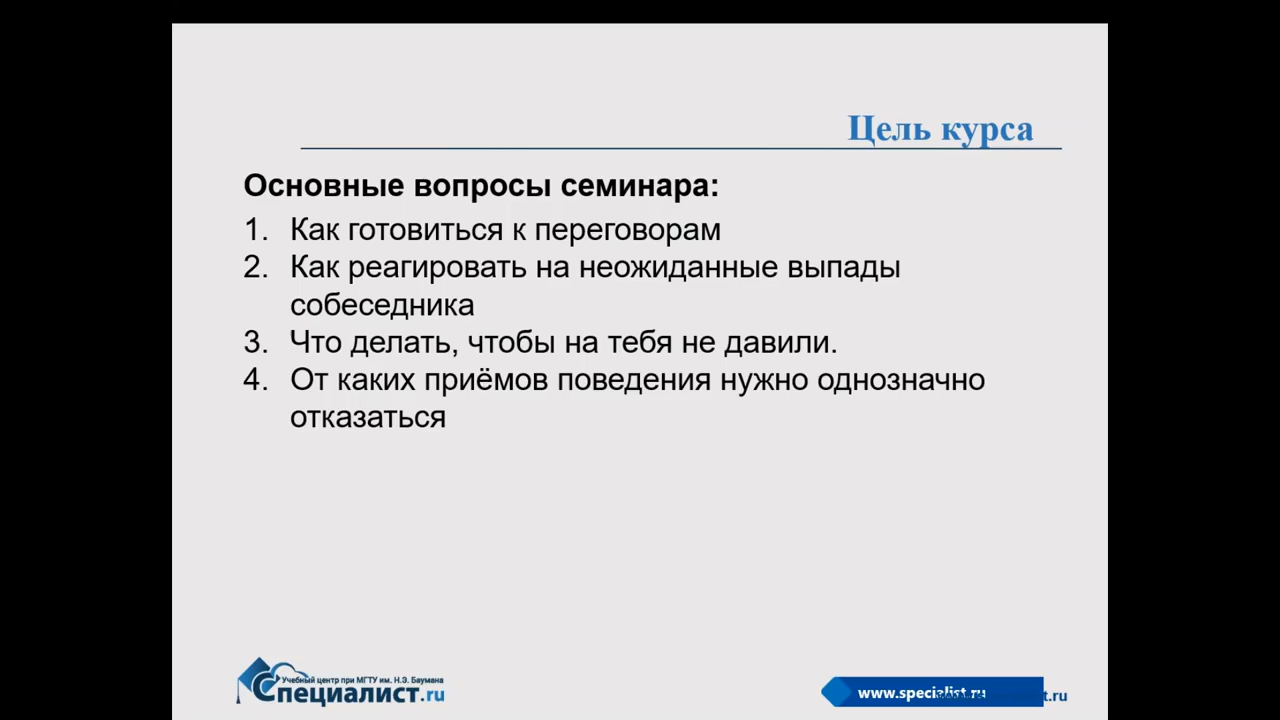 Цель курса
Основные вопросы семинара:
1. Как готовиться к переговорам
2. Как реагировать на неожиданные выпады
собеседника
3. Что делать, чтобы на тебя не давили.
4. От каких приёмов поведения нужно однозначно
отказаться
Учебный центр при МГТУ им. Н.Э. Баумана
Специалист.ru
www.specialist.ru